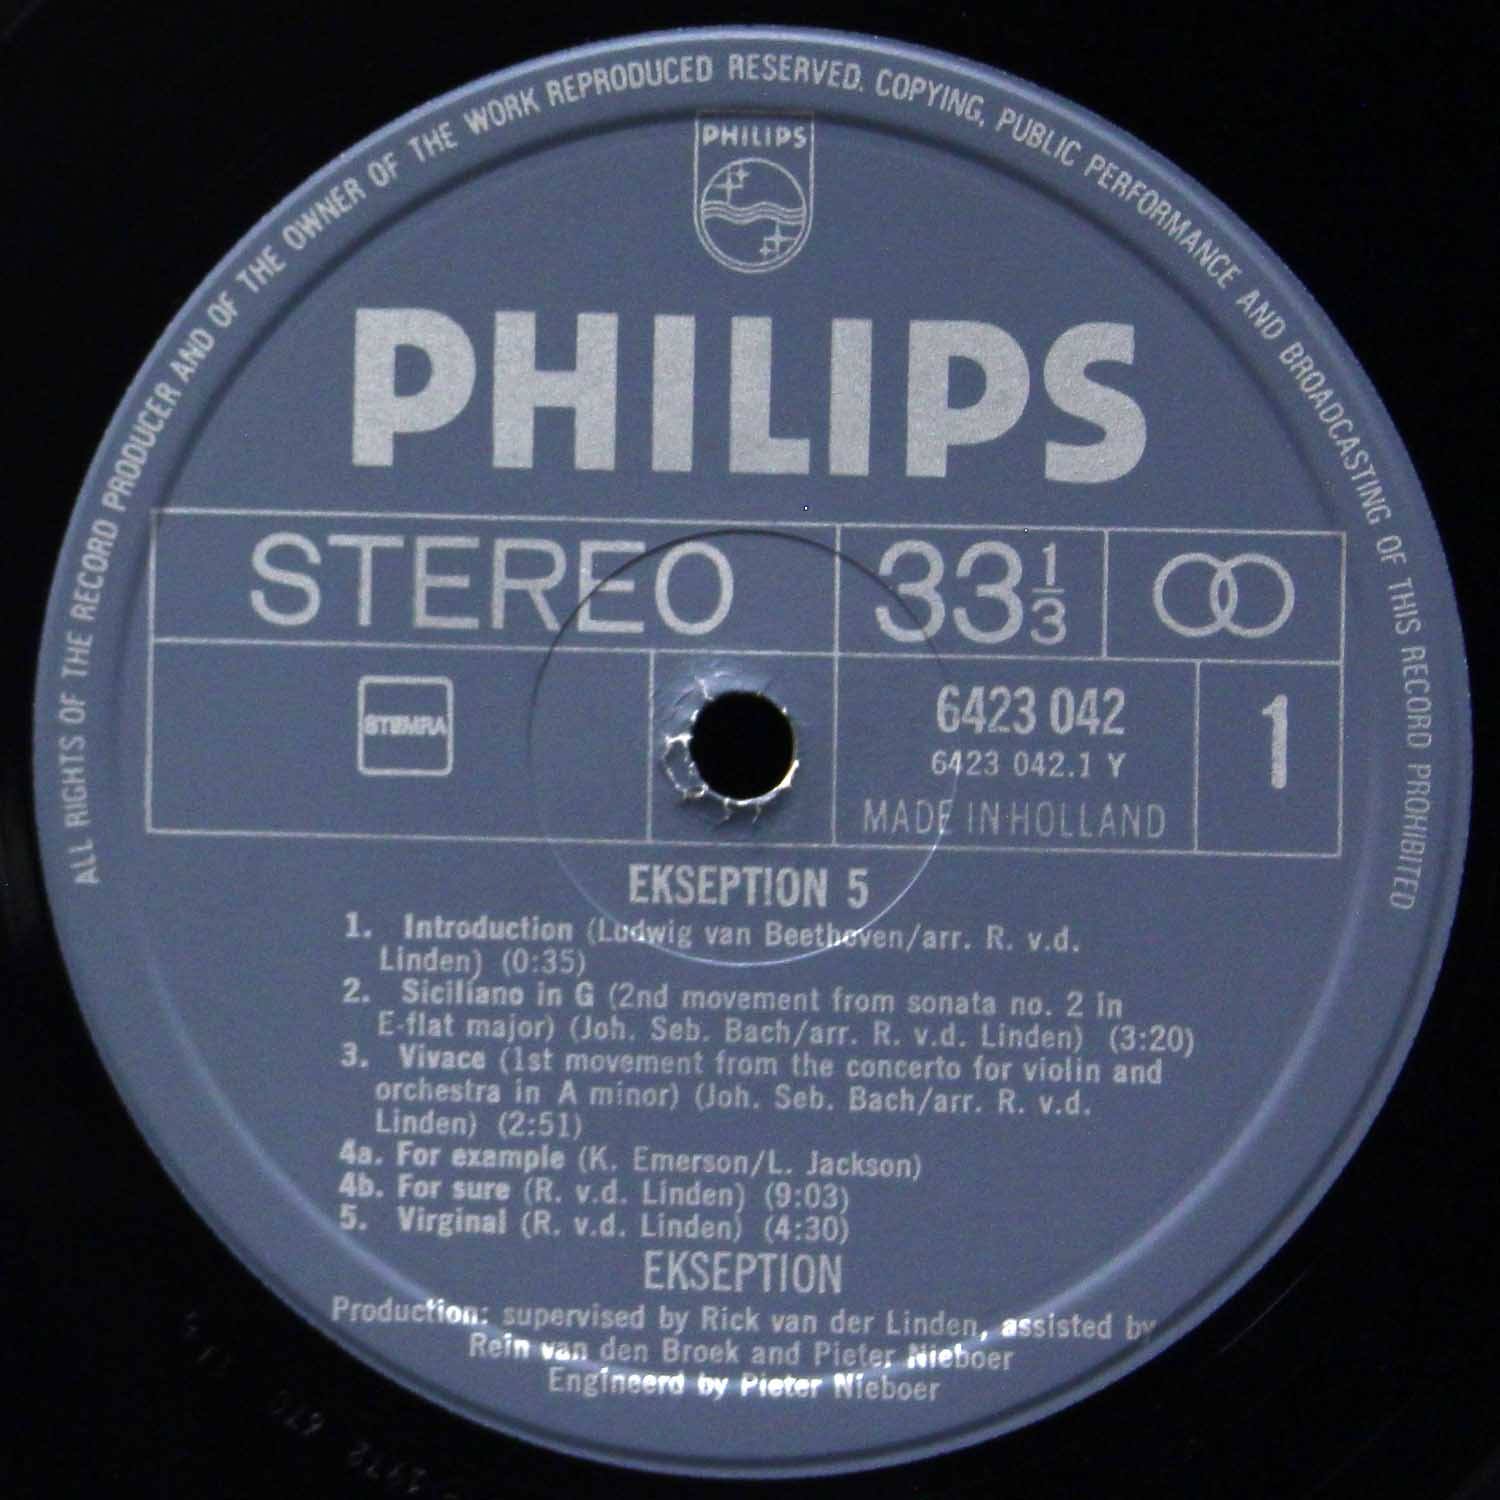 ALL RIGHTS OF THE RECORD PRODUCER AND OF THE OWNER OF THE WORK REPRODUCED RESERVED. COPYING, PUBLIC PERFORMANCE AND BROADCASTING OF THIS RECORD PROHIBITED
PHILIPS
PHILIPS
STEREO 33 1/3
STEMRA
6423 042 1
6423 042.1 Y
MADE IN HOLLAND
EKSEPTION 5
1. Introduction (Ludwig van Beethoven/arr. R. v.d.
Linden) (0:35)
2. Siciliano in G (2nd movement from sonata no. 2 in
E-flat major) (Joh. Seb. Bach/arr. R. v.d. Linden) (3:20)
3. Vivace (1st movement from the concerto for violin and
orchestra in A minor) (Joh. Seb. Bach/arr. R. v.d.
Linden) (2:51)
4a. For example (K. Emerson/L. Jackson)
4b. For sure (R. v.d. Linden) (9:03)
5. Virginal (R. v.d. Linden) (4:30)
EKSEPTION
Production: supervised by Rick van der Linden, assisted by
Rein van den Broek and Pieter Nieboer
Engineerd by Pieter Nieboer